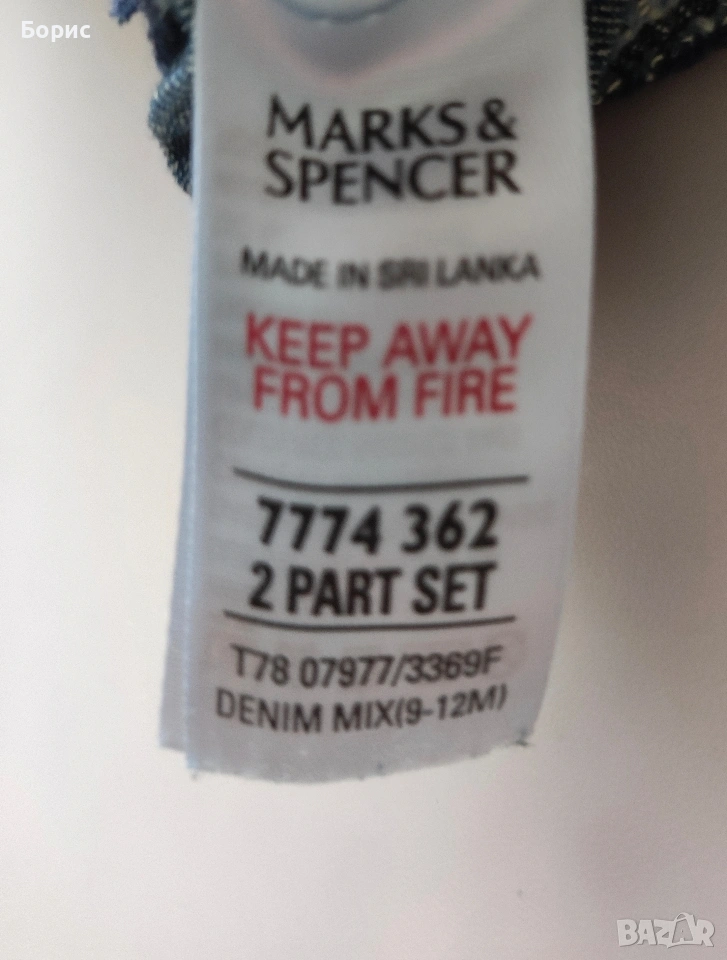 Борис
MARKS &
SPENCER
MADE IN SRI LANKA
KEEP AWAY
FROM FIRE
7774 362
2 PART SET
T78 07977/3369F
DENIM MIX(9-12M)
BAZAR